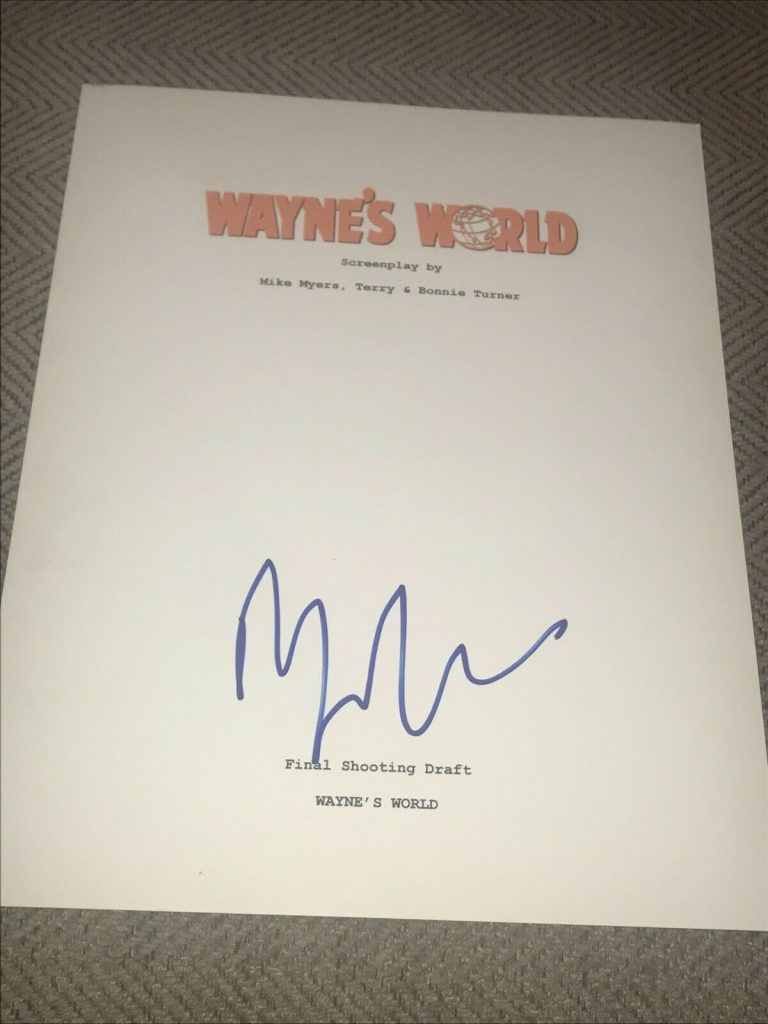 WAYNE'S WORLD
Screenplay by
Mike Myers, Terry & Bonnie Turner
Final Shooting Draft
WAYNE'S WORLD